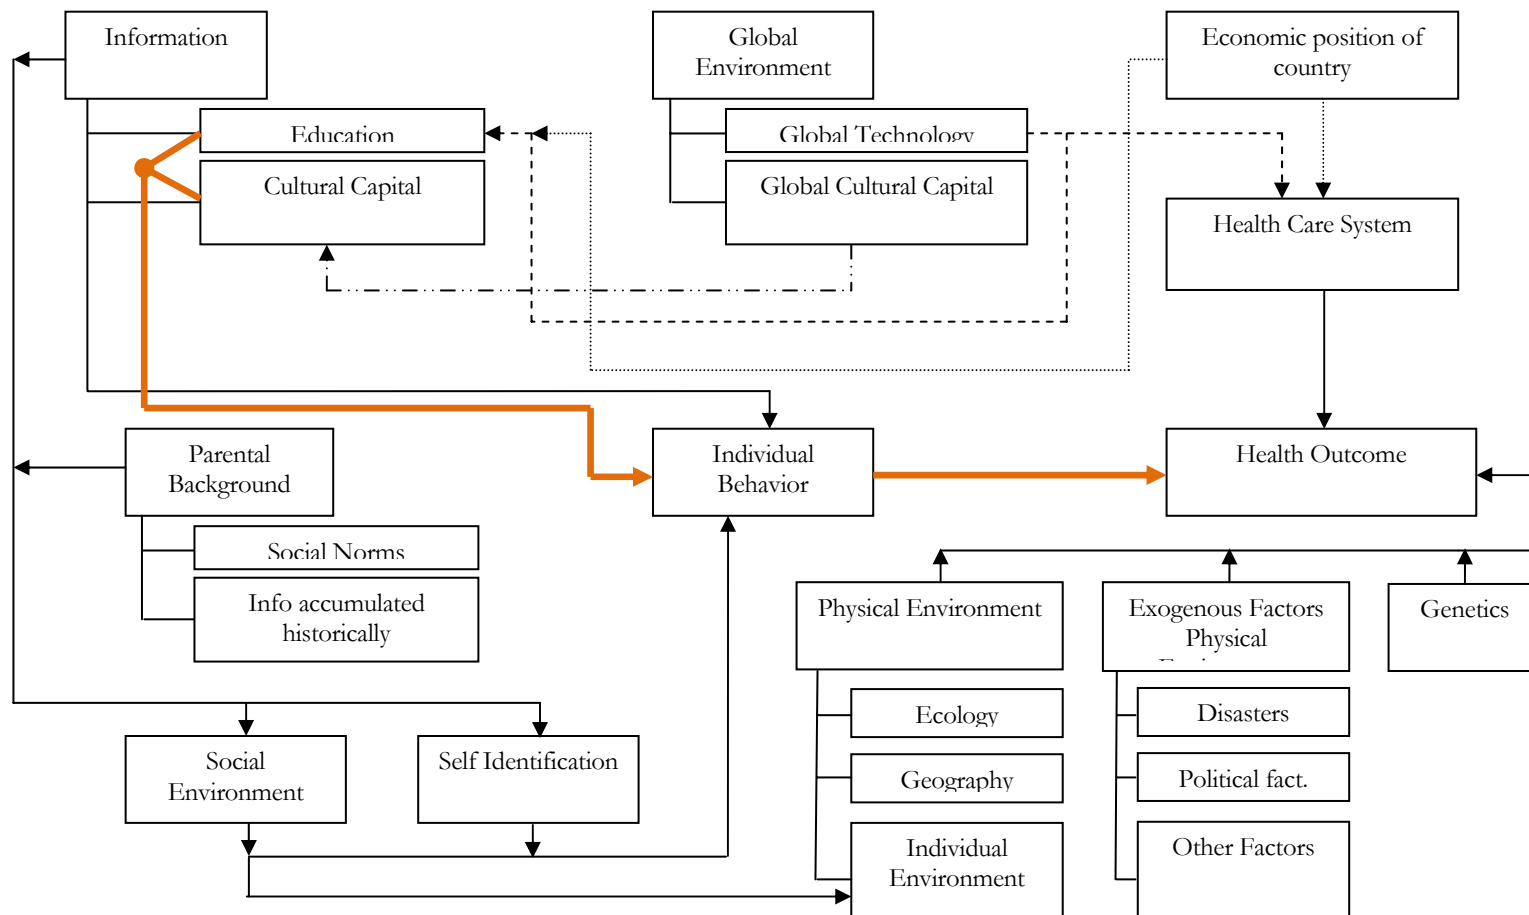 Information
Global
Environment
Economic position of
country
Education
Global Technology
Cultural Capital
Global Cultural Capital
Health Care System
Parental
Background
Individual
Behavior
Health Outcome
Social Norms
Info accumulated
historically
Physical Environment
Exogenous Factors
Physical
Genetics
Ecology
Disasters
Social
Environment
Self Identification
Geography
Political fact.
Individual
Environment
Other Factors